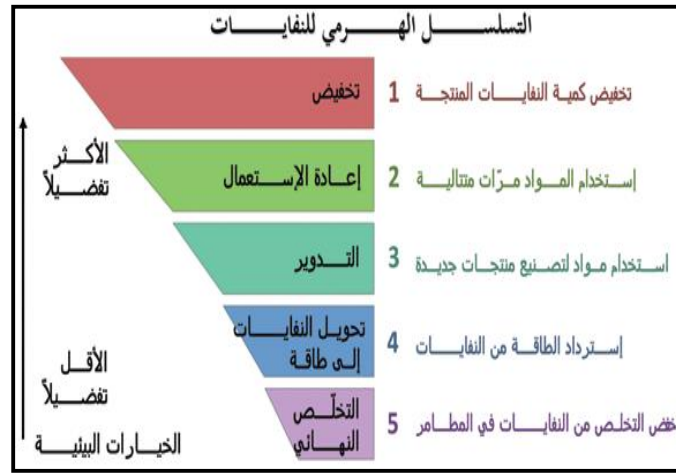 التسلسل الهرمي للنفايات
تخفيض
1 تخفيض كمية النفايات المنتجة
الأكثر
تفضيلاً
إعادة الإستعمال
2 إستخدام المواد مرّات متتالية
التدوير
3 استخدام مواد لتصنيع منتجات جديدة
تحويل النفايات
إلى طاقة
4 إسترداد الطاقة من النفايات
الأقل
تفضيلاً
الخيارات البيئية
التخلّص
النهائي
5 خفض التخلص من النفايات في المطامر